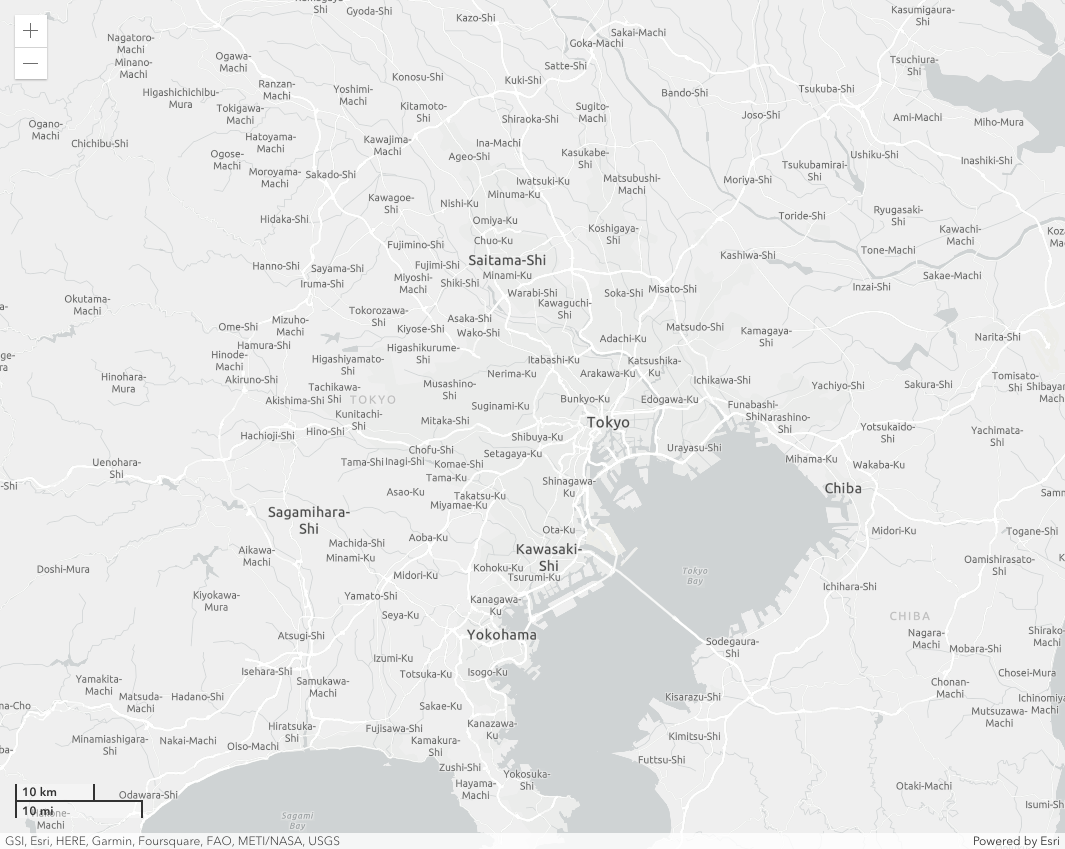 Shi
Gyoda-Shi
Kazo-Shi
Kasumigaura-
Shi
Nagatoro-
Machi
Minano-
Machi
Ogawa-
Machi
Goka-Machi
Sakai-Machi
Satte-Shi
Tsuchiura-
Shi
Higashichichibu-
Mura
Ranzan-
Machi
Yoshimi-
Machi
Konosu-Shi
Kuki-Shi
Bando-Shi
Tsukuba-Shi
Tokigawa-
Machi
Kitamoto-
Shi
Shiraoka-Shi
Sugito-
Machi
Joso-Shi
Ami-Machi
Miho-Mura
Ogano-
Machi
Chichibu-Shi
Hatoyama-
Machi
Kawajima-
Machi
Ina-Machi
Ageo-Shi
Kasukabe-
Shi
Ushiku-Shi
Inashiki-Shi
Ogose-
Machi
Moroyama-
Machi
Sakado-Shi
Iwatsuki-Ku
Minuma-Ku
Matsubushi-
Machi
Moriya-Shi
Tsukubamirai-
Shi
Kawagoe-
Shi
Nishi-Ku
Hidaka-Shi
Omiya-Ku
Koshigaya-
Shi
Toride-Shi
Ryugasaki-
Shi
Kawachi-
Machi
Koza
Ma
Fujimino-Shi
Chuo-Ku
Saitama-Shi
Kashiwa-Shi
Tone-Machi
Hanno-Shi
Sayama-Shi
Iruma-Shi
Fujimi-Shi
Miyoshi-
Machi
Shiki-Shi
Minami-Ku
Warabi-Shi
Kawaguchi-
Shi
Soka-Shi
Misato-Shi
Inzai-Shi
Sakae-Machi
Okutama-
Machi
Ome-Shi
Mizuho-
Machi
Tokorozawa-
Shi
Asaka-Shi
Kiyose-Shi
Wako-Shi
Adachi-Ku
Matsudo-Shi
Kamagaya-
Shi
Narita-Shi
Hamura-Shi
Hinode-
Machi
Higashiyamato-
Shi
Higashikurume-
Shi
Itabashi-Ku
Nerima-Ku
Arakawa-Ku
Katsushika-
Ku
Hinohara-
Mura
Akiruno-Shi
Tachikawa-
Shi
Akishima-Shi
TOKYO
Musashino-
Shi
Bunkyo-Ku
Edogawa-Ku
Ichikawa-Shi
Yachiyo-Shi
Sakura-Shi
Tomisato-
Shi
Shibayama-
Mach
Suginami-Ku
Kunitachi-
Shi
Mitaka-Shi
Tokyo
Funabashi-
Shi
Narashino-
Shi
Yotsukaido-
Shi
Yachimata-
Shi
Hachioji-Shi
Hino-Shi
Shibuya-Ku
Urayasu-Shi
Uenohara-
Shi
Chofu-Shi
Tama-Shi
Inagi-Shi
Komae-Shi
Setagaya-Ku
Tama-Ku
Mihama-Ku
Wakaba-Ku
-Shi
Asao-Ku
Takatsu-Ku
Miyamae-Ku
Shinagawa-
Ku
Chiba
Samm
Sagamihara-
Shi
Ota-Ku
Midori-Ku
Togane-Shi
Aikawa-
Machi
Machida-Shi
Minami-Ku
Aoba-Ku
Kawasaki-
Shi
Oamishirasato-
Shi
Doshi-Mura
Midori-Ku
Kohoku-Ku
Tsurumi-Ku
Tokyo
Bay
Ichihara-Shi
Kiyokawa-
Mura
Yamato-Shi
Kanagawa-
Ku
Seya-Ku
CHIBA
Atsugi-Shi
Yokohama
Nagara-
Machi
Mobara-Shi
Shirako-
Mach
Sodegaura-
Shi
Isehara-Shi
Izumi-Ku
Totsuka-Ku
Isogo-Ku
Chosei-Mura
Yamakita-
Machi
Matsuda-
Machi
Hadano-Shi
Samukawa-
Machi
Chonan-
Machi
Ichinomiy
Ma
Mutsuzawa-
Machi
na-Cho
Sakae-Ku
Kisarazu-Shi
Minamiashigara-
Shi
Nakai-Machi
Oiso-Machi
Hiratsuka-
Shi
Fujisawa-Shi
Kanazawa-
Ku
Kamakura-
Shi
Kimitsu-Shi
Zushi-Shi
Futtsu-Shi
Hayama-
Machi
Yokosuka-
Shi
Otaki-Machi
10 km
10 mi
Odawara-Shi
Machi
Sagami
Bay
Isumi-Sh
GSI, Esri, HERE, Garmin, Foursquare, FAO, METI/NASA, USGS
Powered by Esri